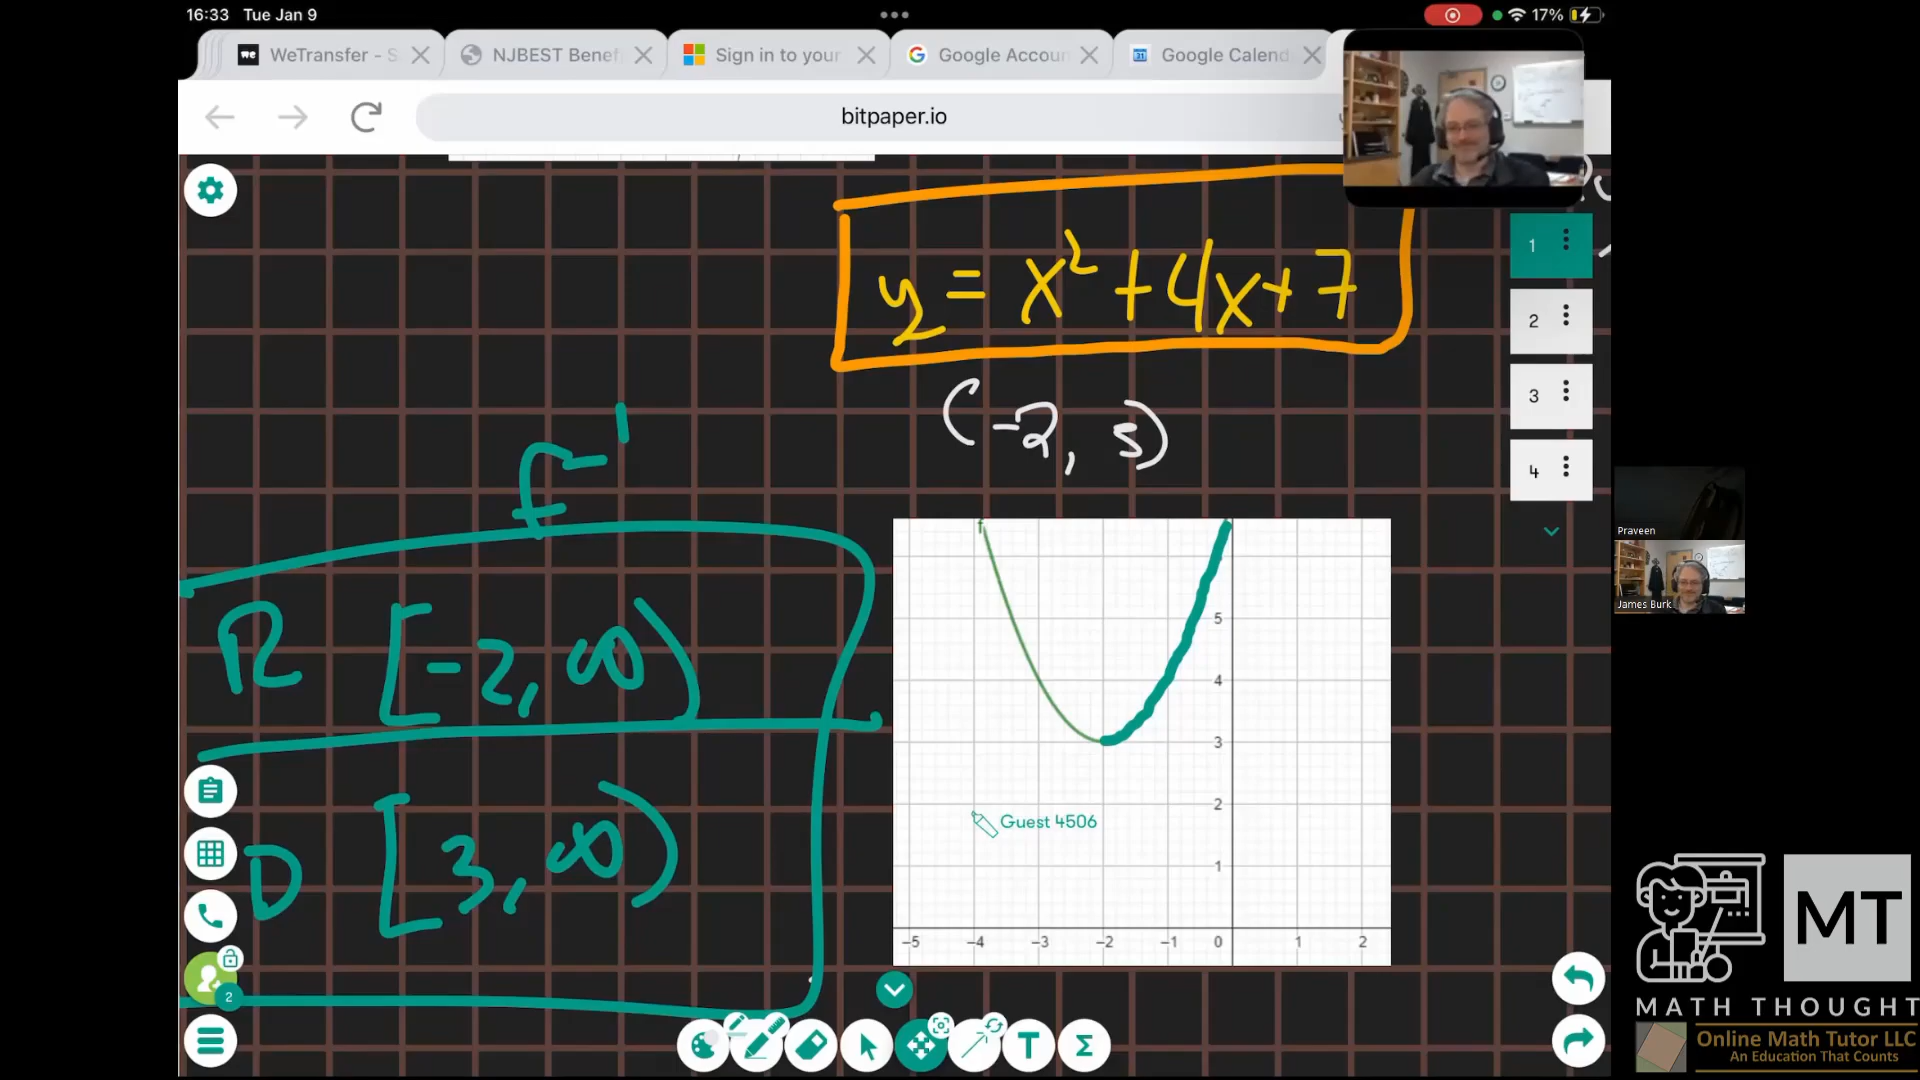 16:33 Tue Jan 9
17%
WeTransfer - S
NJBEST Benef
Sign in to your
Google Accoun
Google Calend
bitpaper.io
y = x² + 4x + 7
(-2, 3)
f⁻¹
R [-2, ∞)
D [3, ∞)
f
5
4
3
2
1
-5 -4 -3 -2 -1 0 1 2
Guest 4506
1
2
3
4
2
T
Σ
Praveen
James Burk
MT
MATH THOUGHT
Online Math Tutor LLC
An Education That Counts